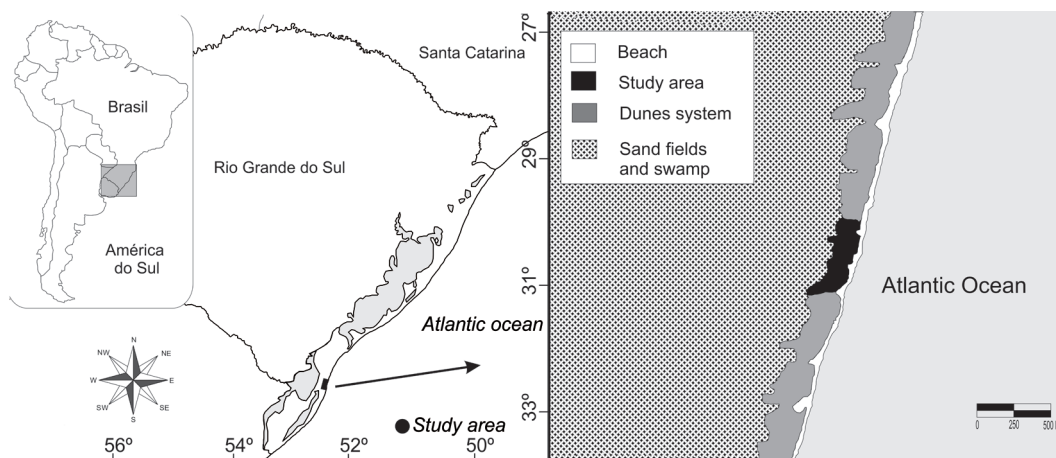 Brasil
América
do Sul
Santa Catarina
Rio Grande do Sul
Atlantic ocean
Study area
N
NE
E
SE
S
SW
W
NW
56º
54º
52º
50º
27º
29º
31º
33º
Beach
Study area
Dunes system
Sand fields
and swamp
Atlantic Ocean
0
250
500